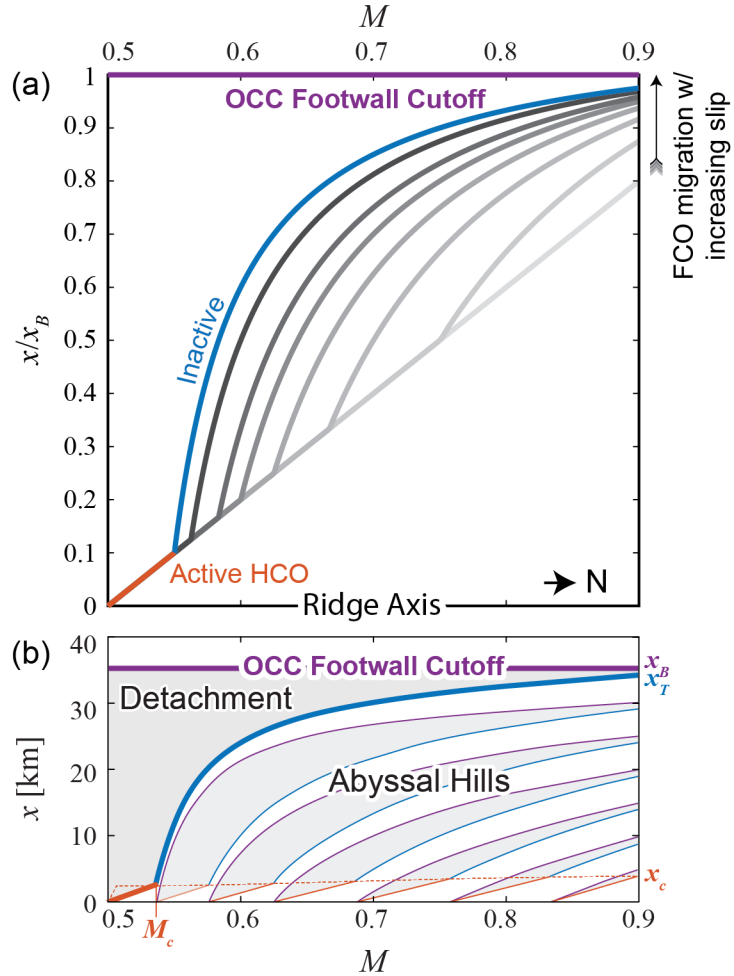 M
0.5 0.6 0.7 0.8 0.9
(a)
1
OCC Footwall Cutoff
0.9
0.8
0.7
0.6
0.5
0.4
0.3
0.2
0.1
0
x/x_B
Inactive
Active HCO
N
Ridge Axis
FCO migration w/
increasing slip
(b)
40
OCC Footwall Cutoff
x_B
x_T
Detachment
30
Abyssal Hills
20
x [km]
10
x_c
0
0.5 0.6 0.7 0.8 0.9
M_c
M